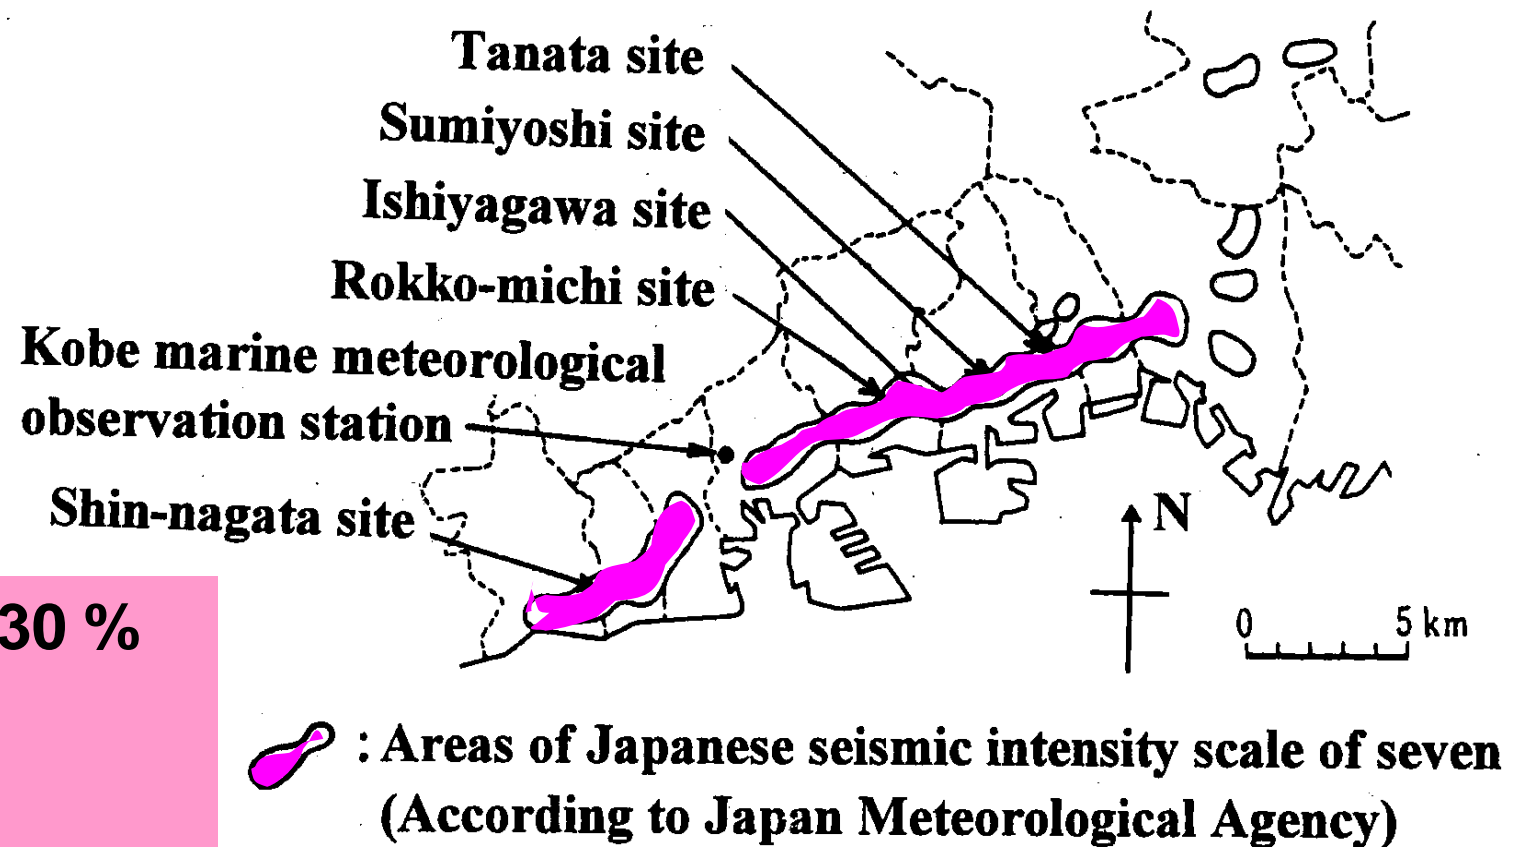 Tanata site
Sumiyoshi site
Ishiyagawa site
Rokko-michi site
Kobe marine meteorological
observation station
Shin-nagata site
N
0 5 km
30 %
: Areas of Japanese seismic intensity scale of seven
(According to Japan Meteorological Agency)